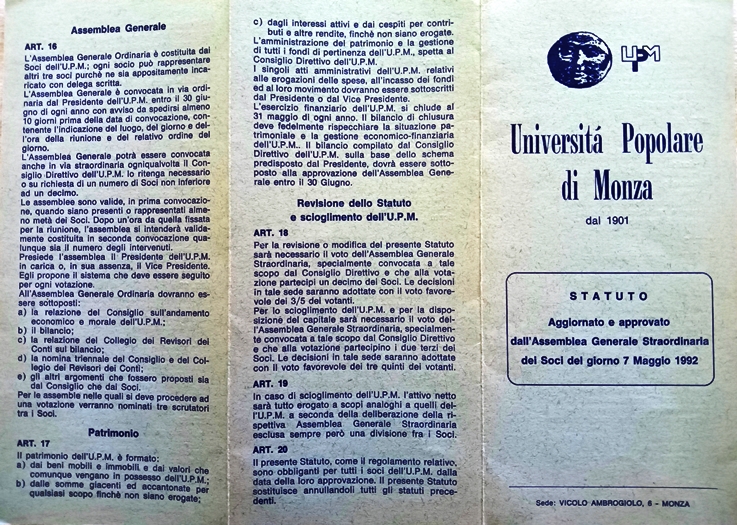 Assemblea Generale
ART. 16
L'Assemblea Generale Ordinaria è costituita dai
Soci dell'U.P.M.; ogni socio può rappresentare
altri tre soci purchè ne sia appositamente inca-
ricato con delega scritta.
L'Assemblea Generale è convocata in via ordi-
naria dal Presidente dell'U.P.M. entro il 30 giu-
gno di ogni anno con avviso da spedirsi almeno
10 giorni prima della data di convocazione, con-
tenente l'indicazione del luogo, del giorno e del-
l'ora della riunione e del relativo ordine del
giorno.
L'Assemblea Generale potrà essere convocata
anche in via straordinaria ogniqualvolta il Con-
siglio Direttivo dell'U.P.M. lo ritenga necessario
o su richiesta di un numero di Soci non inferiore
ad un decimo.
Le assemblee sono valide, in prima convocazio-
ne, quando siano presenti o rappresentati alme-
no metà dei Soci. Dopo un'ora da quella fissata
per la riunione, l'assemblea si intenderà valida-
mente costituita in seconda convocazione qua-
lunque sia il numero degli intervenuti.
Presiede l'assemblea il Presidente dell'U.P.M.
in carica o, in sua assenza, il Vice Presidente.
Egli propone il sistema che deve essere seguito
per ogni votazione.
All'Assemblea Generale Ordinaria dovranno es-
sere sottoposti:
a) la relazione del Consiglio sull'andamento
economico e morale dell'U.P.M.;
b) il bilancio;
c) la relazione del Collegio dei Revisori dei
Conti sul bilancio;
d) la nomina triennale del Consiglio e del Col-
legio dei Revisori dei Conti;
e) gli altri argomenti che fossero proposti sia
dal Consiglio che dai Soci.
Per le assemble nelle quali si deve procedere ad
una votazione verranno nominati tre scrutatori
tra i Soci.
Patrimonio
ART. 17
Il patrimonio dell'U.P.M. è formato:
a) dai beni mobili e immobili e dai valori che
comunque vengano in possesso dell'U.P.M.;
b) dalle somme giacenti ed accantonate per
qualsiasi scopo finchè non siano erogate;
c) dagli interessi attivi e dai cespiti per contri-
buti e altre rendite, finchè non siano erogate.
L'amministrazione del patrimonio e la gestione
di tutti i fondi di pertinenza dell'U.P.M., spetta al
Consiglio Direttivo dell'U.P.M.
I singoli atti amministrativi dell'U.P.M. relativi
alle erogazioni delle spese, all'incasso dei fondi
ed al loro movimento dovranno essere sottoscritti
dal Presidente o dal Vice Presidente.
L'esercizio finanziario dell'U.P.M. si chiude al
31 maggio di ogni anno. Il bilancio di chiusura
deve fedelmente rispecchiare la situazione pa-
trimoniale e la gestione economico-finanziaria
dell'U.P.M.. Il bilancio compilato dal Consiglio
Direttivo dell'U.P.M. sulla base dello schema
predisposto dal Presidente, dovrà essere sotto-
posto alla approvazione dell'Assemblea Gene-
rale entro il 30 Giugno.
Revisione dello Statuto
e scioglimento dell'U.P.M.
ART. 18
Per la revisione o modifica del presente Statuto
sarà necessario il voto dell'Assemblea Generale
Straordinaria, specialmente convocata a tale
scopo dal Consiglio Direttivo e che alla vota-
zione partecipi un decimo dei Soci. Le decisioni
in tale sede saranno adottate con il voto favore-
vole dei 3/5 dei votanti.
Per lo scioglimento dell'U.P.M. e per la dispo-
sizione del capitale sarà necessario il voto del-
l'Assemblea Generale Straordinaria, specialmen-
te convocata a tale scopo dal Consiglio Direttivo
e che alla votazione partecipino i due terzi dei
Soci. Le decisioni in tale sede saranno adottate
con il voto favorevole dei tre quinti dei votanti.
ART. 19
In caso di scioglimento dell'U.P.M. l'attivo netto
sarà tutto erogato a scopi analoghi a quelli del-
l'U.P.M. a seconda della deliberazione della ri-
spettiva Assemblea Generale Straordinaria
esclusa sempre però una divisione fra i Soci.
ART. 20
Il presente Statuto, come il regolamento relativo,
sono obbliganti per tutti i soci dell'U.P.M. dalla
data della loro approvazione. Il presente Statuto
sostituisce annullandoli tutti gli statuti prece-
denti.
UPM
Universitá Popolare
di Monza
dal 1901
STATUTO
Aggiornato e approvato
dall'Assemblea Generale Straordinaria
dei Soci del giorno 7 Maggio 1992
Sede: VICOLO AMBROGIOLO, 6 - MONZA